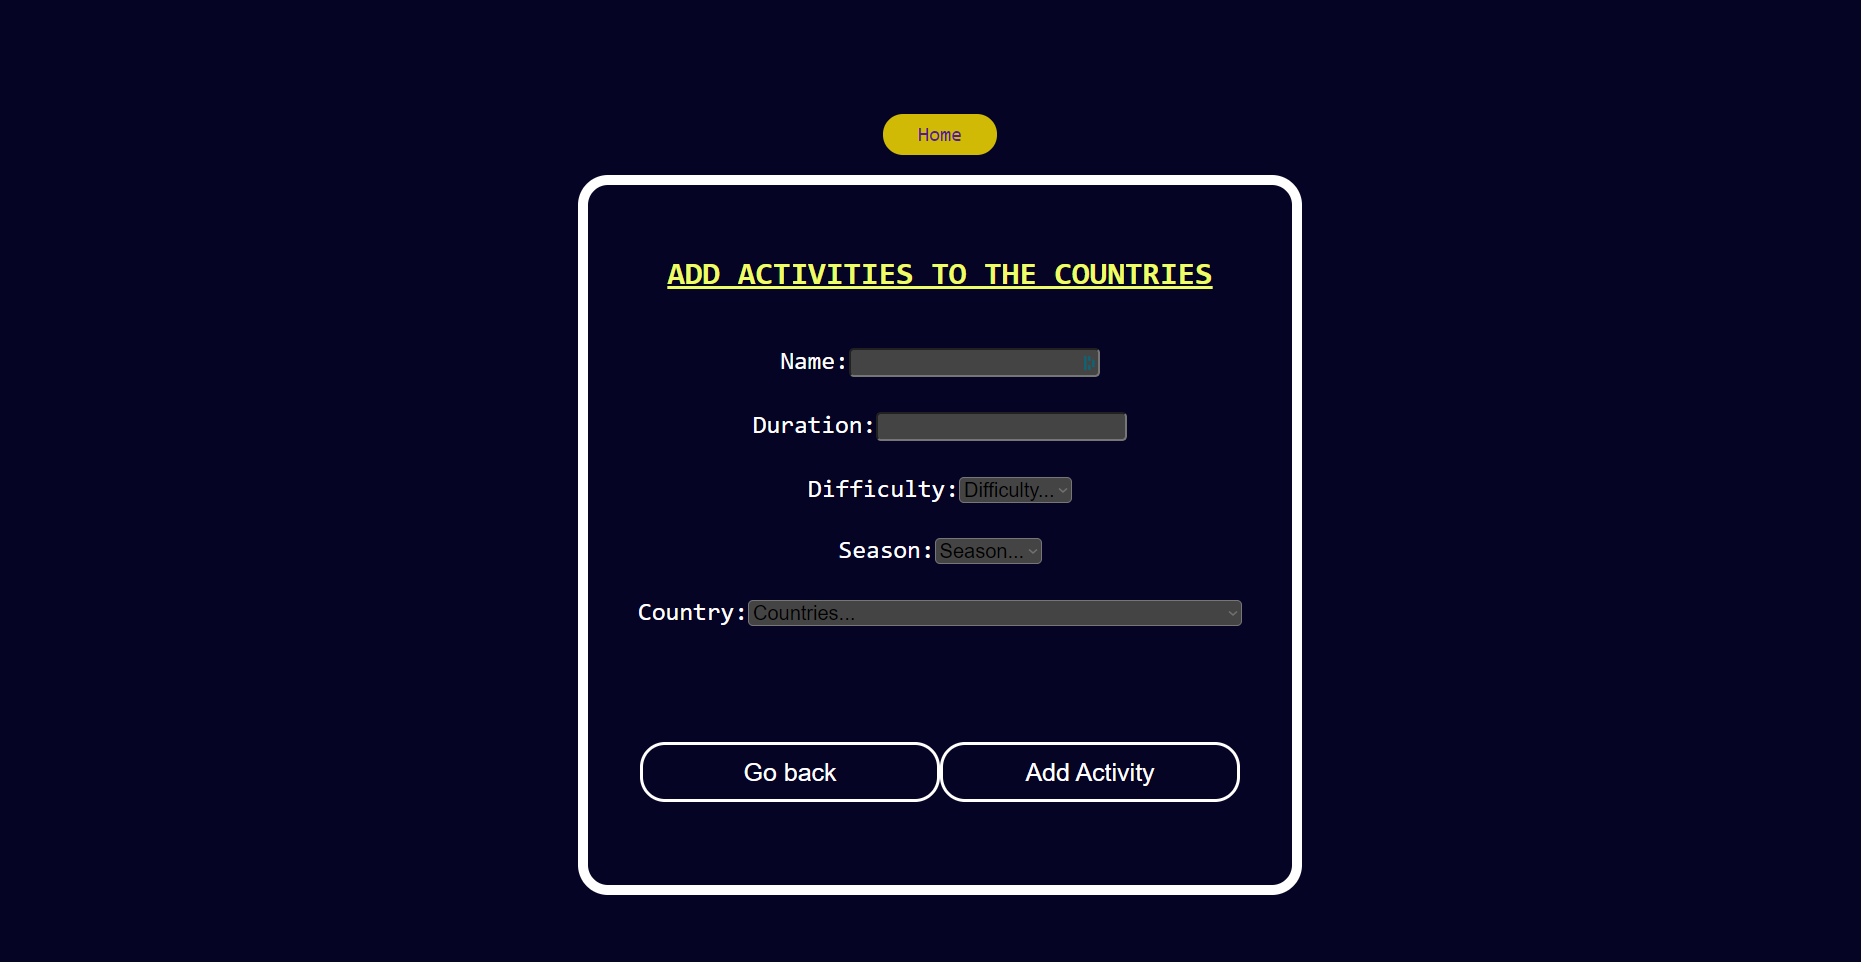 Home
ADD ACTIVITIES TO THE COUNTRIES
Name:
Duration:
Difficulty: Difficulty...
Season: Season...
Country: Countries...
Go back Add Activity